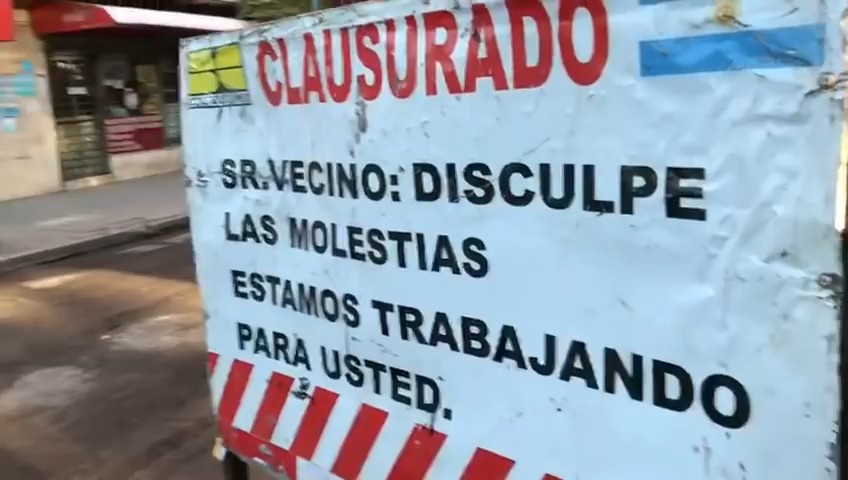 CLAUSURADO
SR.VECINO: DISCULPE
LAS MOLESTIAS
ESTAMOS TRABAJANDO
PARA USTED.